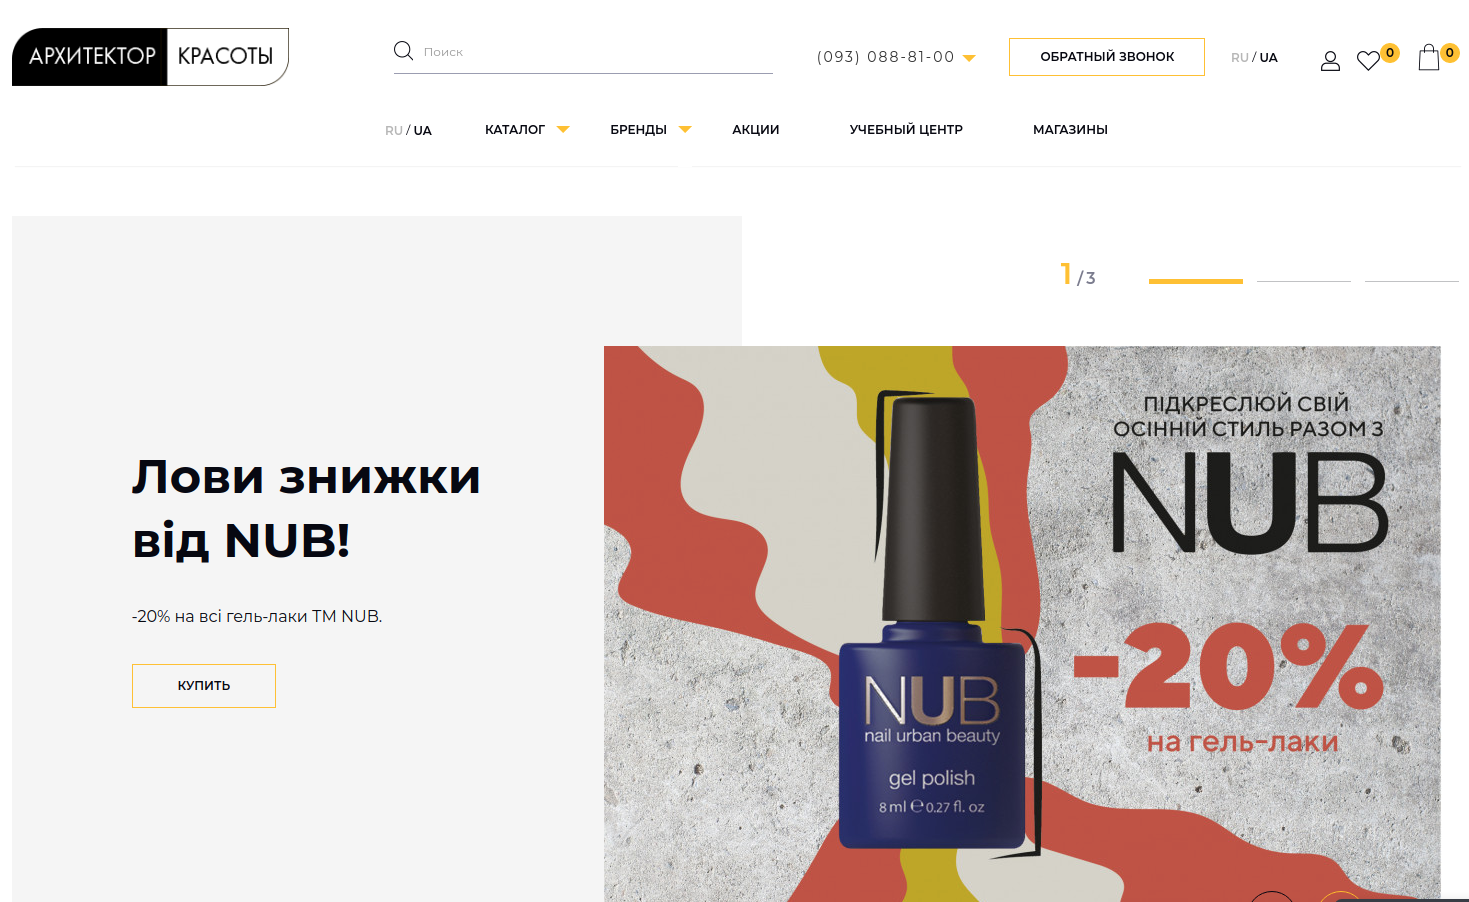 АРХИТЕКТОР КРАСОТЫ
Поиск
(093) 088-81-00
ОБРАТНЫЙ ЗВОНОК
RU / UA
0
0
RU / UA
КАТАЛОГ
БРЕНДЫ
АКЦИИ
УЧЕБНЫЙ ЦЕНТР
МАГАЗИНЫ
1 / 3
Лови знижки
від NUB!
-20% на всі гель-лаки ТМ NUB.
КУПИТЬ
ПІДКРЕСЛЮЙ СВІЙ
ОСІННІЙ СТИЛЬ РАЗОМ З
NUB
-20%
на гель-лаки
NUB
nail urban beauty
gel polish
8 ml ℮ 0.27 fl. oz